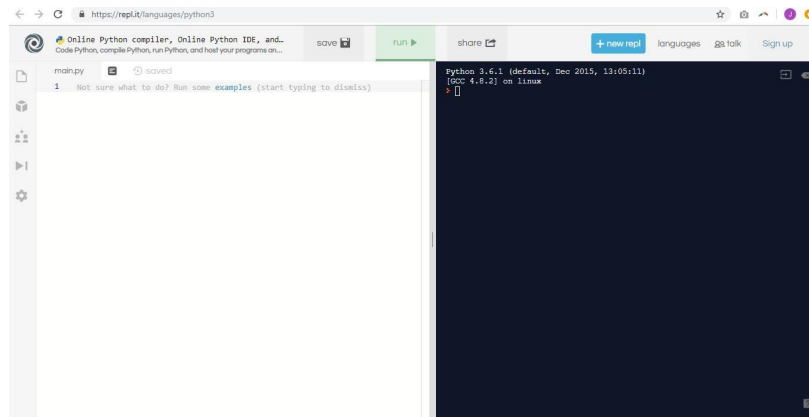 https://repl.it/languages/python3
Online Python compiler, Online Python IDE, and…
Code Python, compile Python, run Python, and host your programs an...
save
run
share
+ new repl
languages
talk
Sign up
main.py
saved
1 Not sure what to do? Run some examples (start typing to dismiss)
Python 3.6.1 (default, Dec 2015, 13:05:11)
[GCC 4.8.2] on linux
>
J